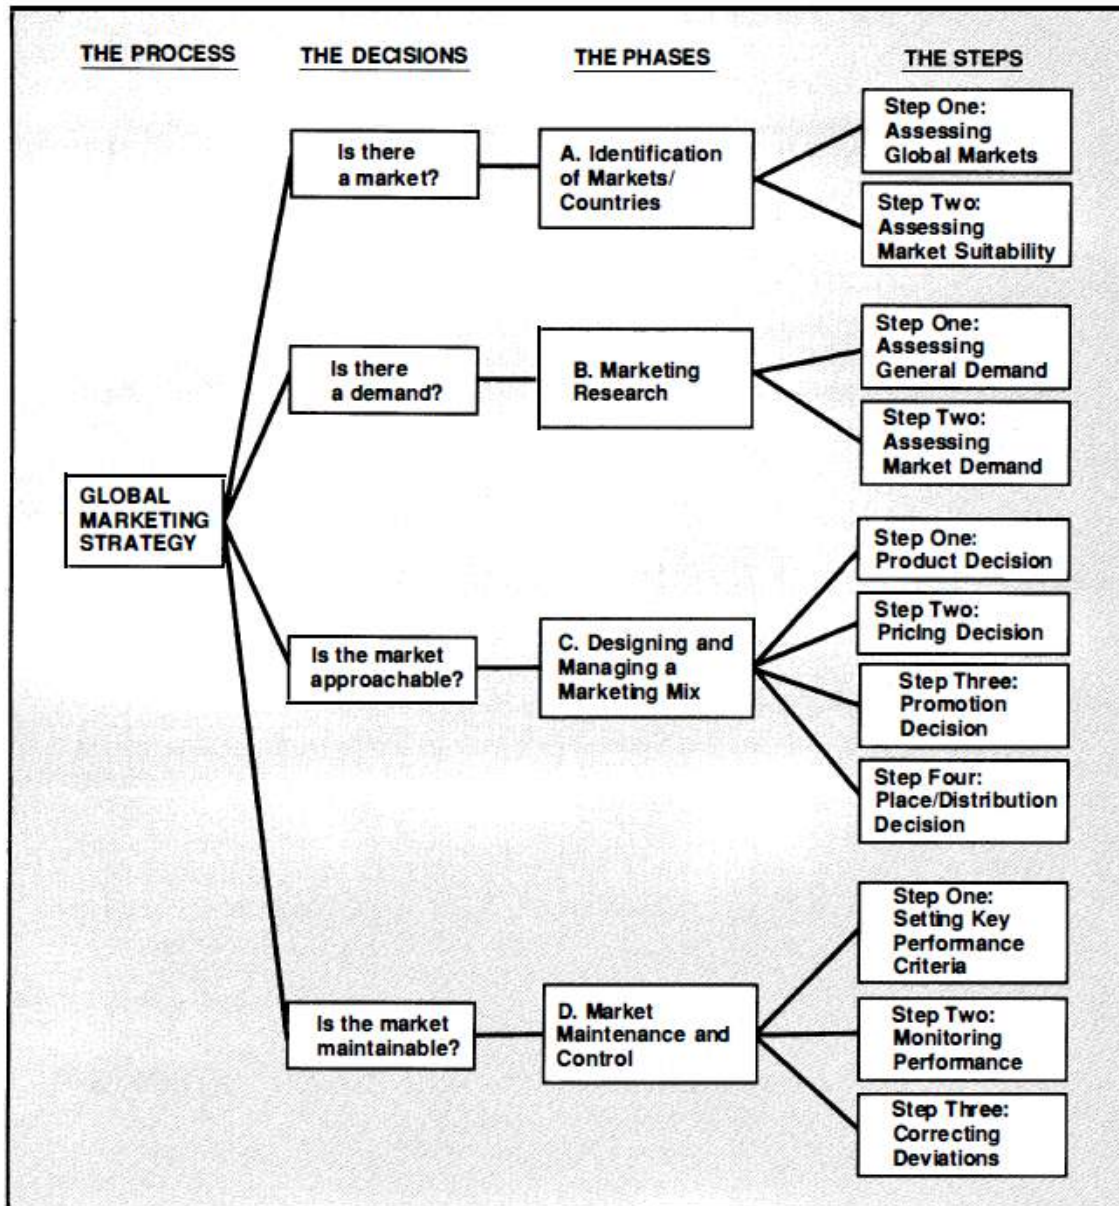 THE PROCESS
THE DECISIONS
THE PHASES
THE STEPS
Is there
a market?
A. Identification
of Markets/
Countries
Step One:
Assessing
Global Markets
Step Two:
Assessing
Market Suitability
Is there
a demand?
B. Marketing
Research
Step One:
Assessing
General Demand
Step Two:
Assessing
Market Demand
GLOBAL
MARKETING
STRATEGY
Is the market
approachable?
C. Designing and
Managing a
Marketing Mix
Step One:
Product Decision
Step Two:
PricIng Decision
Step Three:
Promotion
Decision
Step Four:
Place/Distribution
Decision
Is the market
maintainable?
D. Market
Maintenance and
Control
Step One:
Setting Key
Performance
Criteria
Step Two:
Monitoring
Performance
Step Three:
Correcting
Deviations